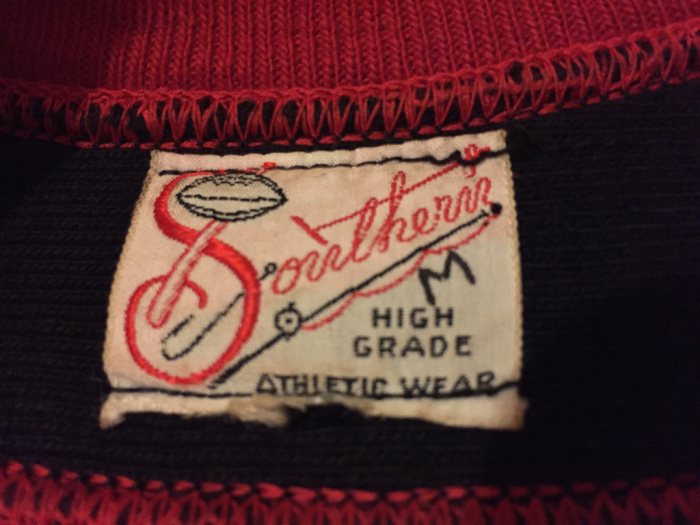 Southern
M
HIGH
GRADE
ATHLETIC WEAR